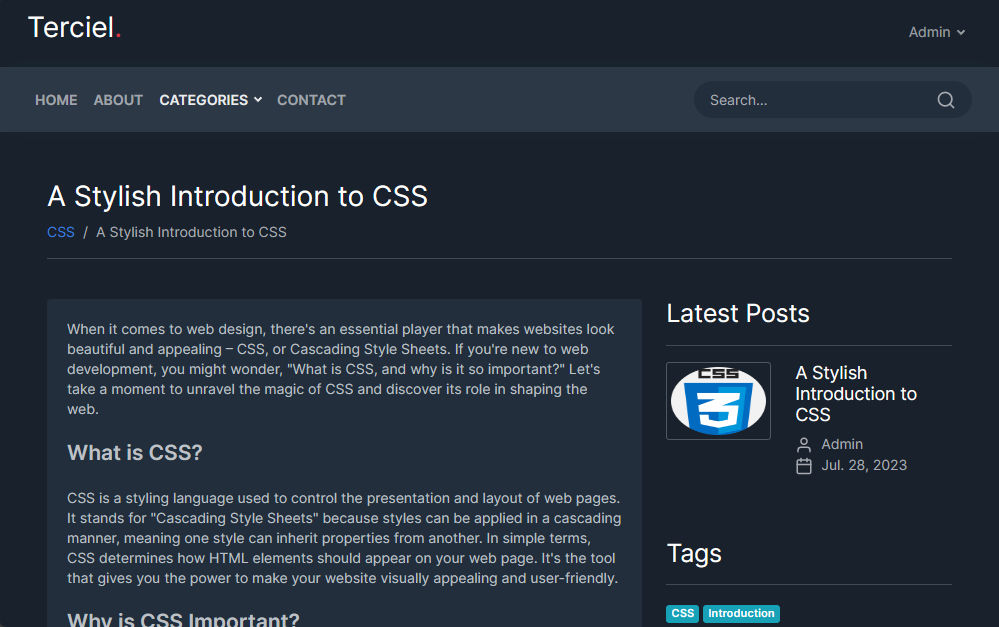 Terciel.
Admin
HOME ABOUT CATEGORIES CONTACT
Search...
A Stylish Introduction to CSS
CSS / A Stylish Introduction to CSS
When it comes to web design, there's an essential player that makes websites look
beautiful and appealing – CSS, or Cascading Style Sheets. If you're new to web
development, you might wonder, "What is CSS, and why is it so important?" Let's
take a moment to unravel the magic of CSS and discover its role in shaping the
web.
What is CSS?
CSS is a styling language used to control the presentation and layout of web pages.
It stands for "Cascading Style Sheets" because styles can be applied in a cascading
manner, meaning one style can inherit properties from another. In simple terms,
CSS determines how HTML elements should appear on your web page. It's the tool
that gives you the power to make your website visually appealing and user-friendly.
Why is CSS Important?
Latest Posts
CSS
3
A Stylish
Introduction to
CSS
Admin
Jul. 28, 2023
Tags
CSS Introduction